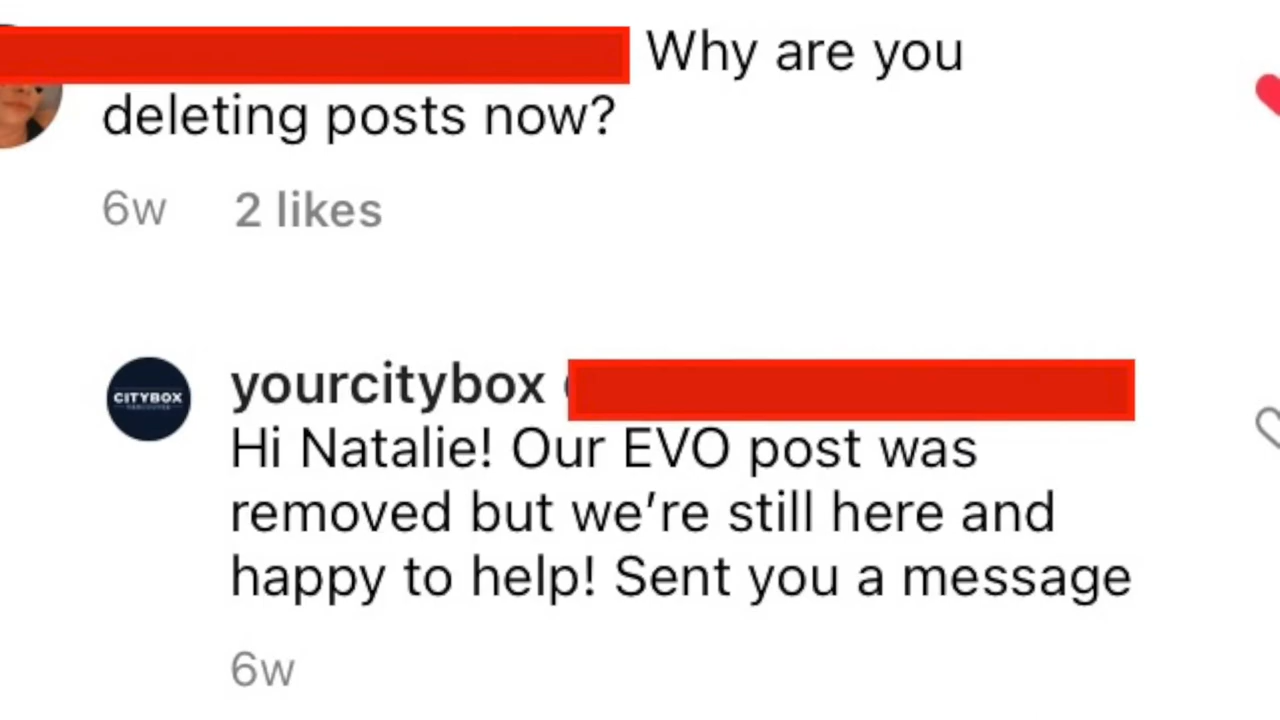 Why are you
deleting posts now?
6w 2 likes
CITYBOX
VANCOUVER
yourcitybox
Hi Natalie! Our EVO post was
removed but we’re still here and
happy to help! Sent you a message
6w